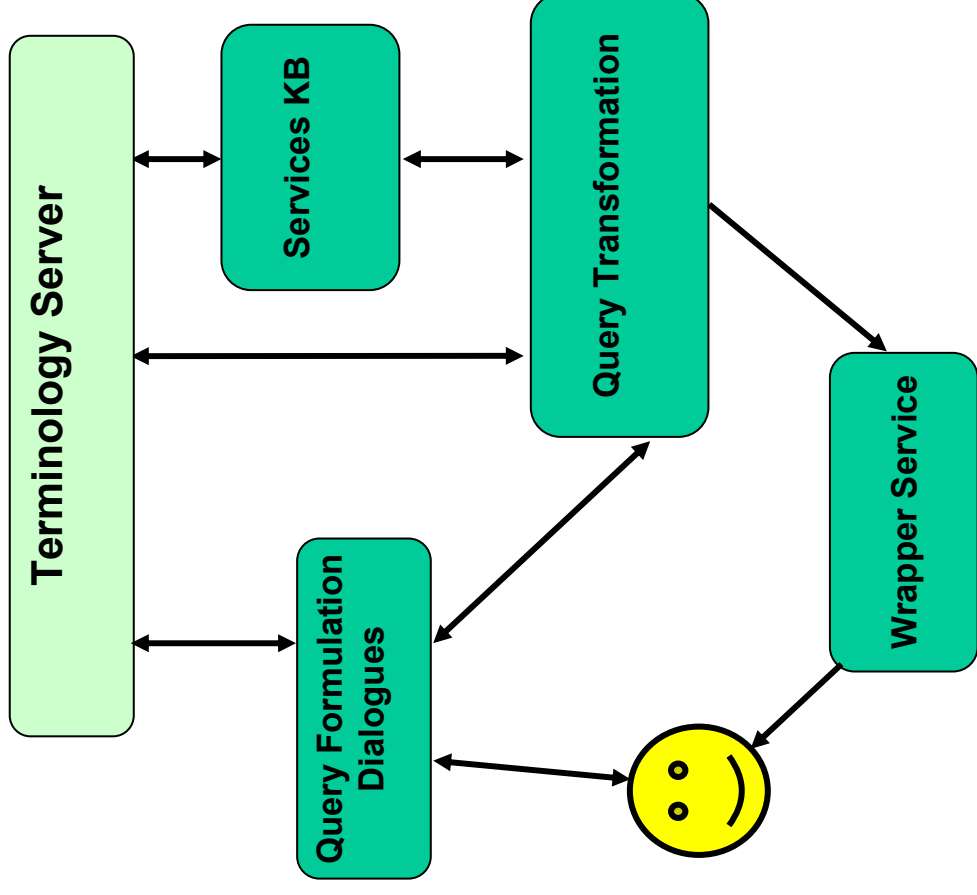 Terminology Server
Services KB
Query Transformation
Query Formulation
Dialogues
Wrapper Service